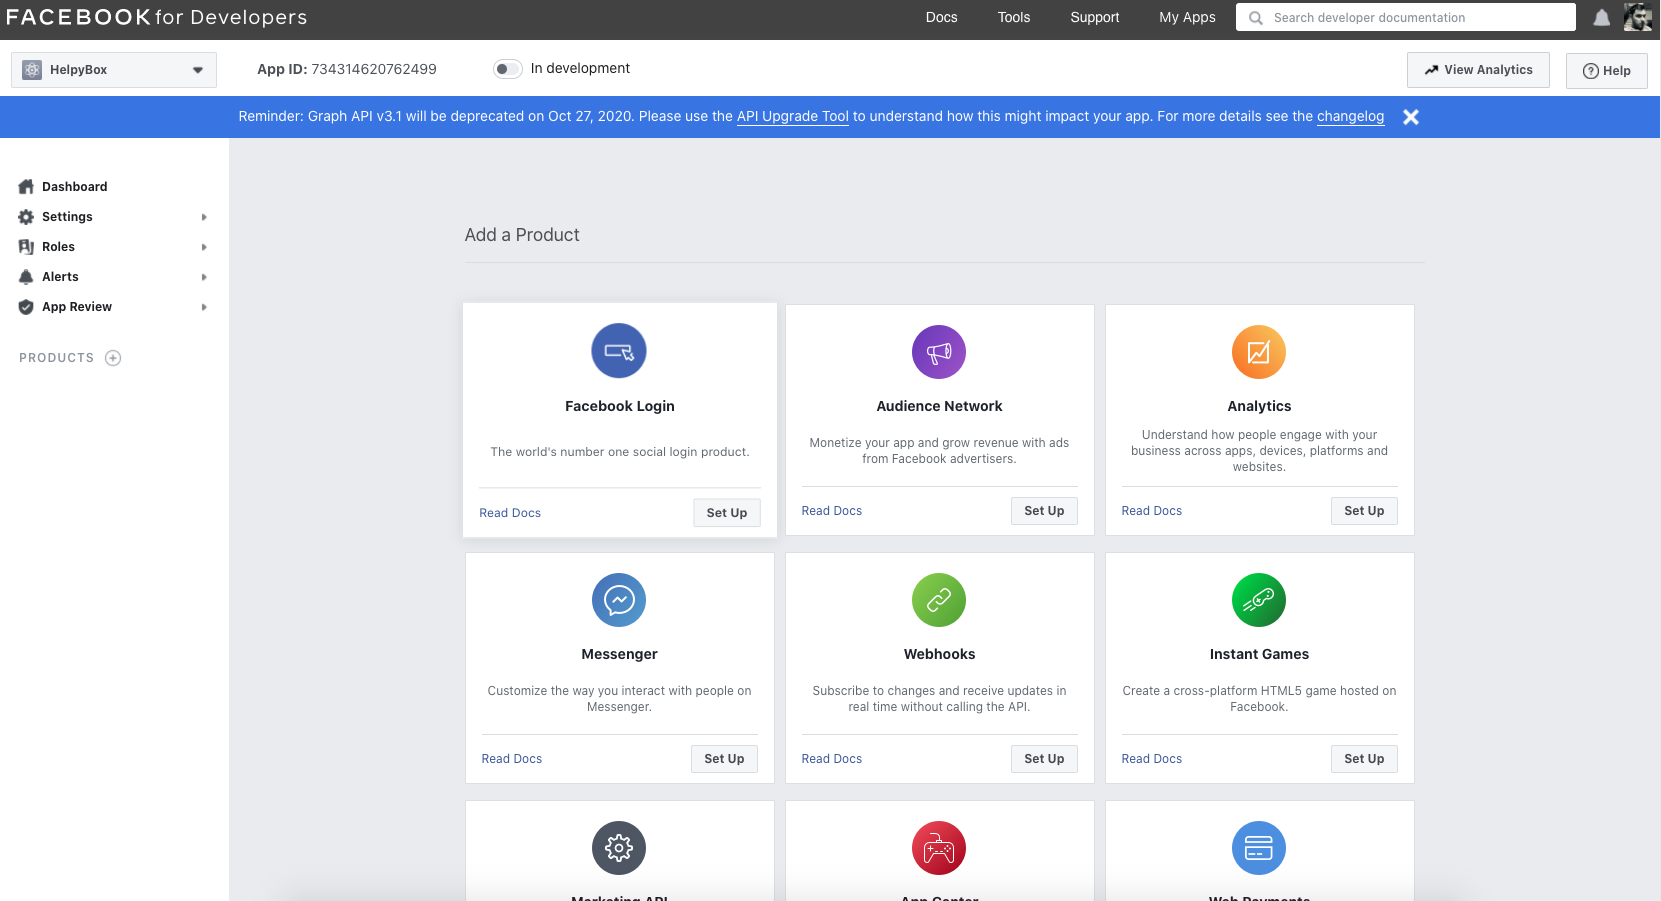 FACEBOOK for Developers
Docs
Tools
Support
My Apps
Search developer documentation
HelpyBox
App ID: 734314620762499
In development
View Analytics
Help
Reminder: Graph API v3.1 will be deprecated on Oct 27, 2020. Please use the API Upgrade Tool to understand how this might impact your app. For more details see the changelog
Dashboard
Settings
Roles
Alerts
App Review
PRODUCTS
Add a Product
Facebook Login
The world's number one social login product.
Read Docs
Set Up
Audience Network
Monetize your app and grow revenue with ads
from Facebook advertisers.
Read Docs
Set Up
Analytics
Understand how people engage with your
business across apps, devices, platforms and
websites.
Read Docs
Set Up
Messenger
Customize the way you interact with people on
Messenger.
Read Docs
Set Up
Webhooks
Subscribe to changes and receive updates in
real time without calling the API.
Read Docs
Set Up
Instant Games
Create a cross-platform HTML5 game hosted on
Facebook.
Read Docs
Set Up
Marketing API
App Center
Web Payments